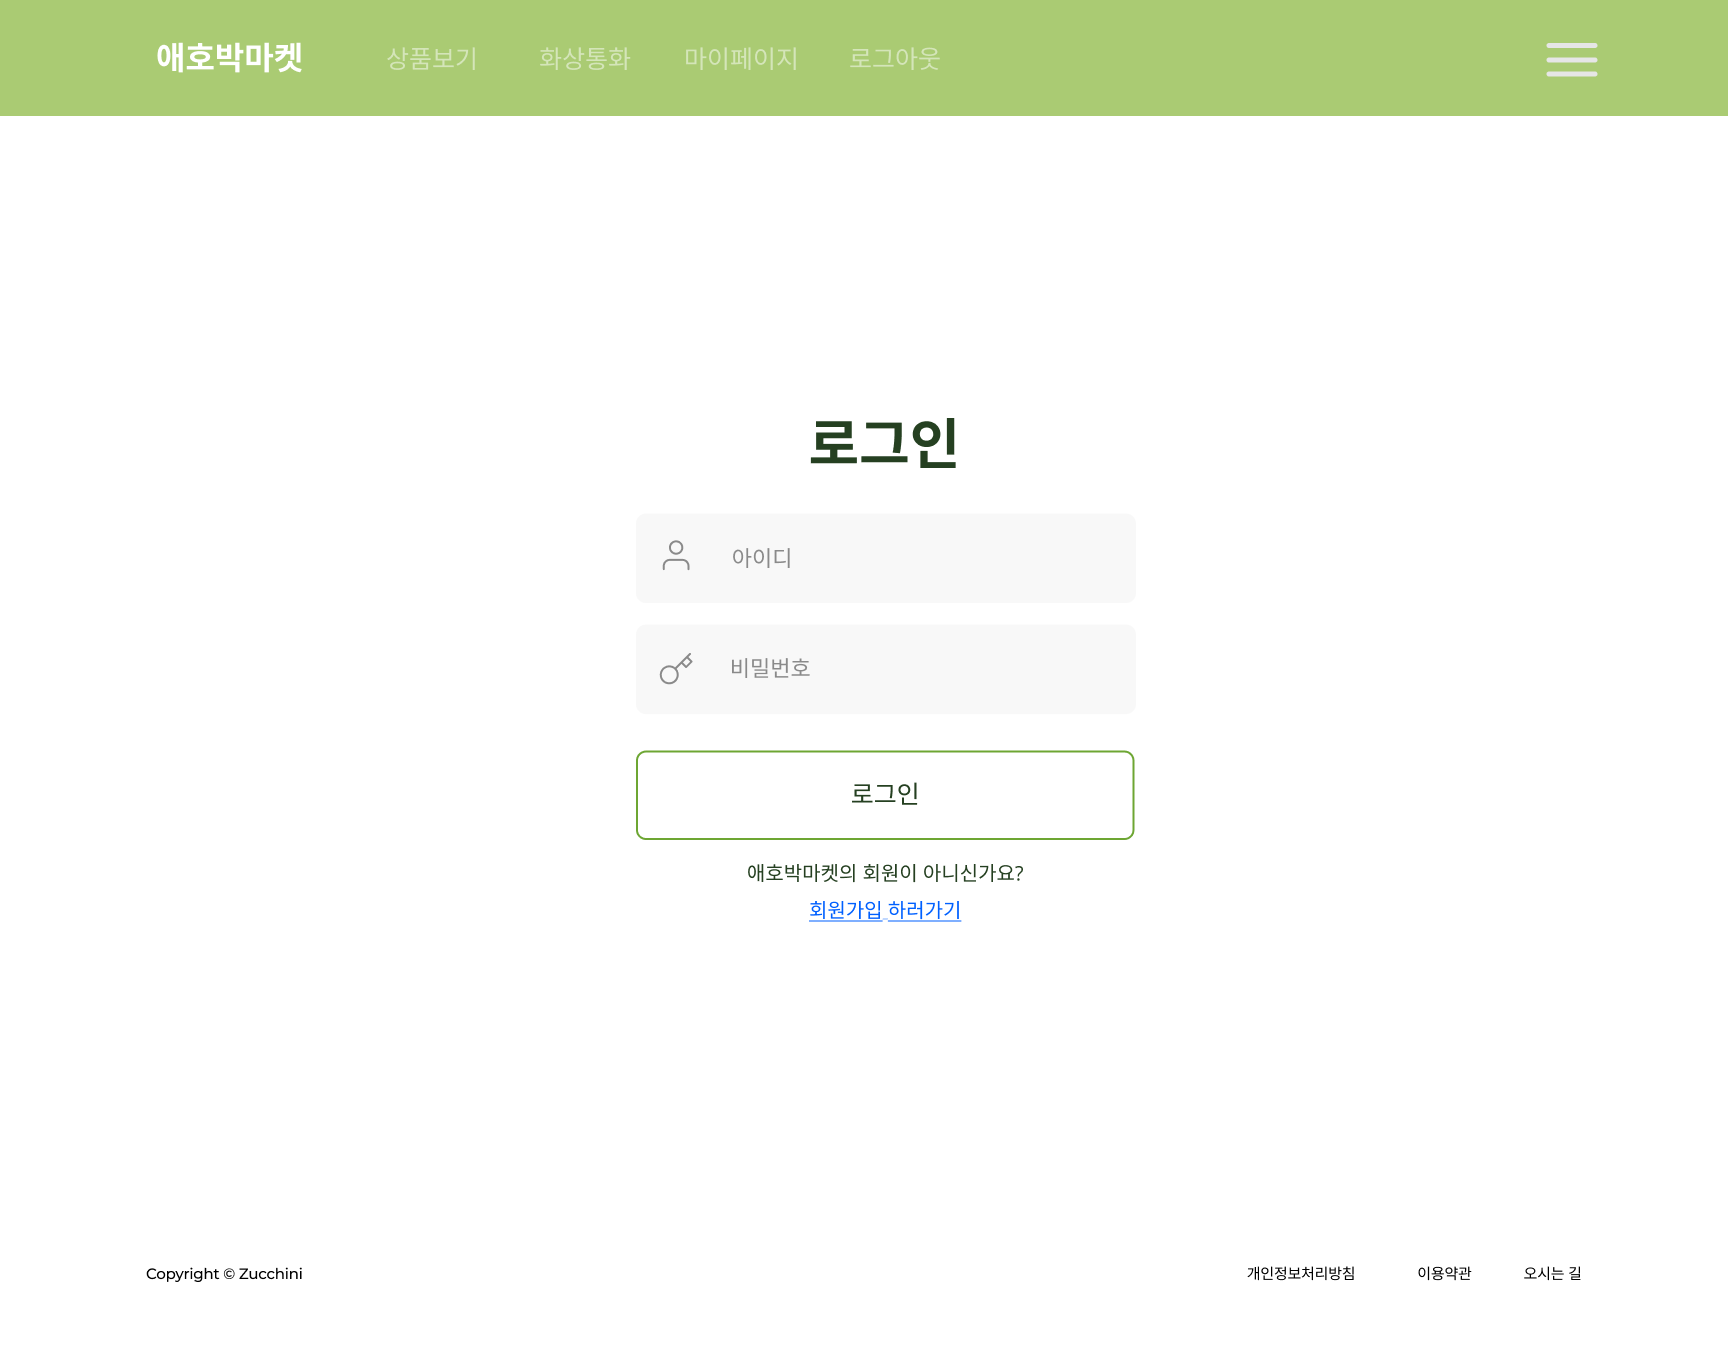 애호박마켓
상품보기
화상통화
마이페이지
로그아웃
로그인
아이디
비밀번호
로그인
애호박마켓의 회원이 아니신가요?
회원가입 하러가기
Copyright © Zucchini
개인정보처리방침
이용약관
오시는 길